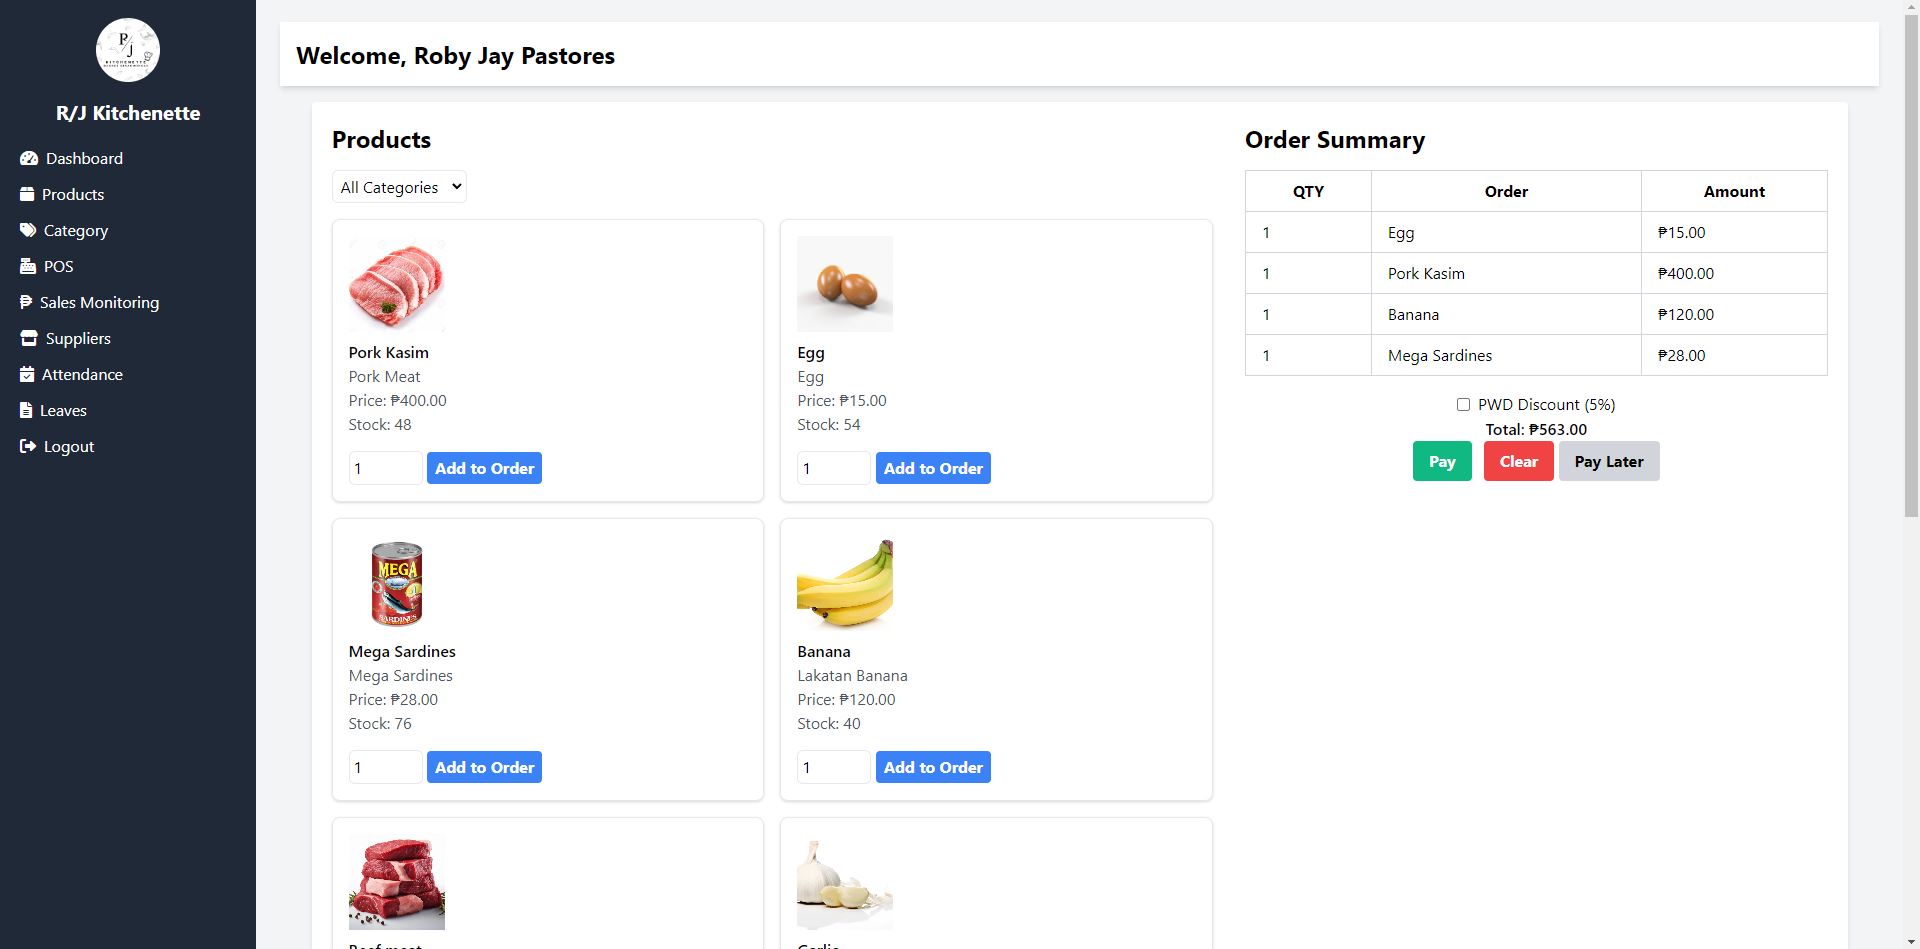 R/J
KITCHENETTE
R/J Kitchenette
Dashboard
Products
Category
POS
Sales Monitoring
Suppliers
Attendance
Leaves
Logout
Welcome, Roby Jay Pastores
Products
All Categories
Pork Kasim
Pork Meat
Price: ₱400.00
Stock: 48
1 Add to Order
Egg
Egg
Price: ₱15.00
Stock: 54
1 Add to Order
MEGA
SARDINES
Mega Sardines
Mega Sardines
Price: ₱28.00
Stock: 76
1 Add to Order
Banana
Lakatan Banana
Price: ₱120.00
Stock: 40
1 Add to Order
Beef meat
Garlic
Order Summary
QTY Order Amount
1 Egg ₱15.00
1 Pork Kasim ₱400.00
1 Banana ₱120.00
1 Mega Sardines ₱28.00
PWD Discount (5%)
Total: ₱563.00
Pay Clear Pay Later